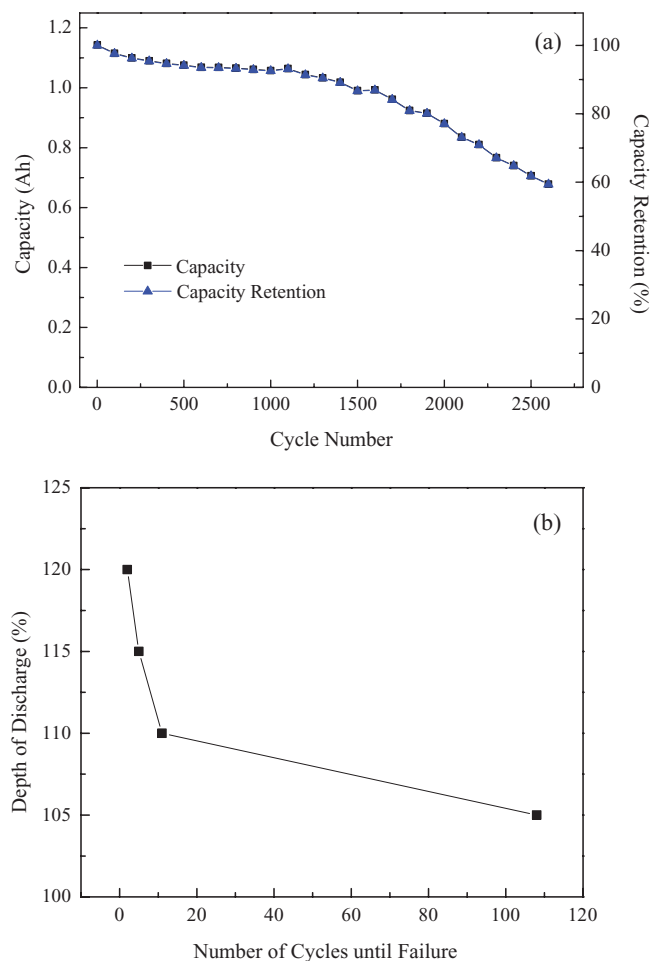 (a)
1.2
1.0
0.8
0.6
0.4
0.2
0.0
Capacity (Ah)
100
80
60
40
20
0
Capacity Retention (%)
Capacity
Capacity Retention
0 500 1000 1500 2000 2500
Cycle Number
(b)
125
120
115
110
105
100
Depth of Discharge (%)
0 20 40 60 80 100 120
Number of Cycles until Failure